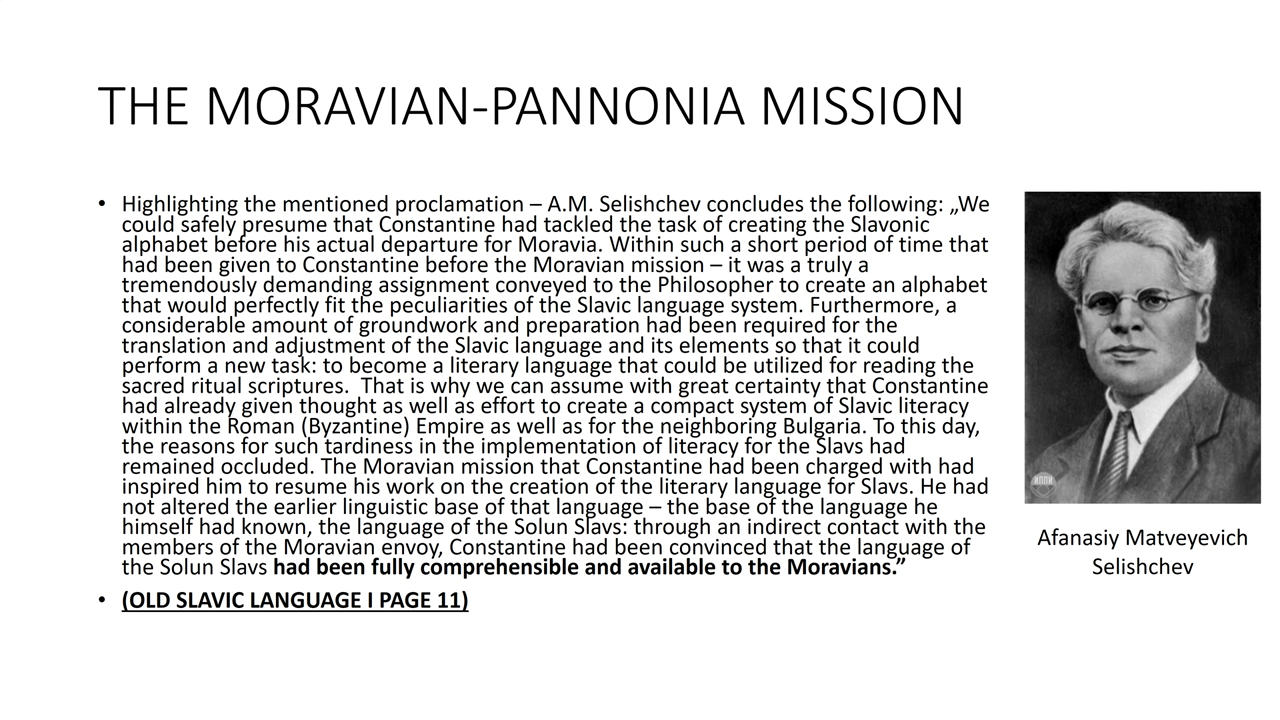 THE MORAVIAN-PANNONIA MISSION
• Highlighting the mentioned proclamation – A.M. Selishchev concludes the following: „We
could safely presume that Constantine had tackled the task of creating the Slavonic
alphabet before his actual departure for Moravia. Within such a short period of time that
had been given to Constantine before the Moravian mission – it was a truly a
tremendously demanding assignment conveyed to the Philosopher to create an alphabet
that would perfectly fit the peculiarities of the Slavic language system. Furthermore, a
considerable amount of groundwork and preparation had been required for the
translation and adjustment of the Slavic language and its elements so that it could
perform a new task: to become a literary language that could be utilized for reading the
sacred ritual scriptures.  That is why we can assume with great certainty that Constantine
had already given thought as well as effort to create a compact system of Slavic literacy
within the Roman (Byzantine) Empire as well as for the neighboring Bulgaria. To this day,
the reasons for such tardiness in the implementation of literacy for the Slavs had
remained occluded. The Moravian mission that Constantine had been charged with had
inspired him to resume his work on the creation of the literary language for Slavs. He had
not altered the earlier linguistic base of that language – the base of the language he
himself had known, the language of the Solun Slavs: through an indirect contact with the
members of the Moravian envoy, Constantine had been convinced that the language of
the Solun Slavs had been fully comprehensible and available to the Moravians.”
• (OLD SLAVIC LANGUAGE I PAGE 11)
ИППИ
Afanasiy Matveyevich
Selishchev